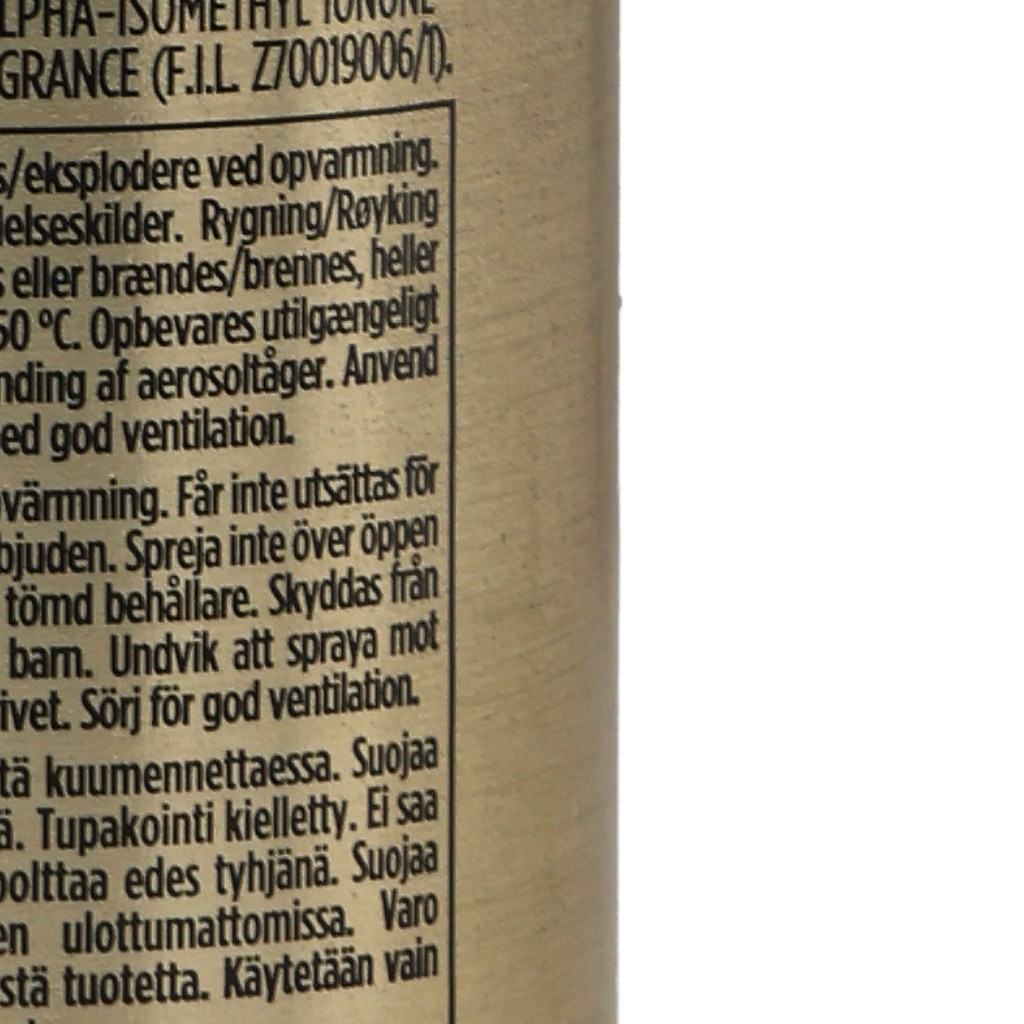 LPHA-ISOMETHYL IONONE
GRANCE (F.I.L. Z70019006/1).
s/eksplodere ved opvarmning.
delseskilder. Rygning/Røyking
s eller brændes/brennes, heller
50 °C. Opbevares utilgængeligt
nding af aerosoltåger. Anvend
ed god ventilation.
värmning. Får inte utsättas för
bjuden. Spreja inte över öppen
tömd behållare. Skyddas från
barn. Undvik att spraya mot
ivet. Sörj för god ventilation.
tä kuumennettaessa. Suojaa
ä. Tupakointi kielletty. Ei saa
polttaa edes tyhjänä. Suojaa
en ulottumattomissa. Varo
stä tuotetta. Käytetään vain